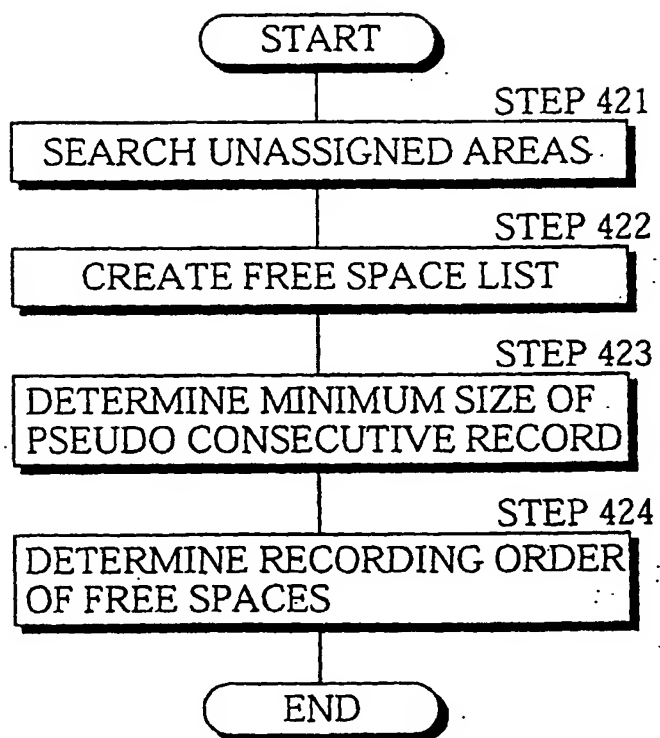 START
STEP 421
SEARCH UNASSIGNED AREAS
STEP 422
CREATE FREE SPACE LIST
STEP 423
DETERMINE MINIMUM SIZE OF
PSEUDO CONSECUTIVE RECORD
STEP 424
DETERMINE RECORDING ORDER
OF FREE SPACES
END